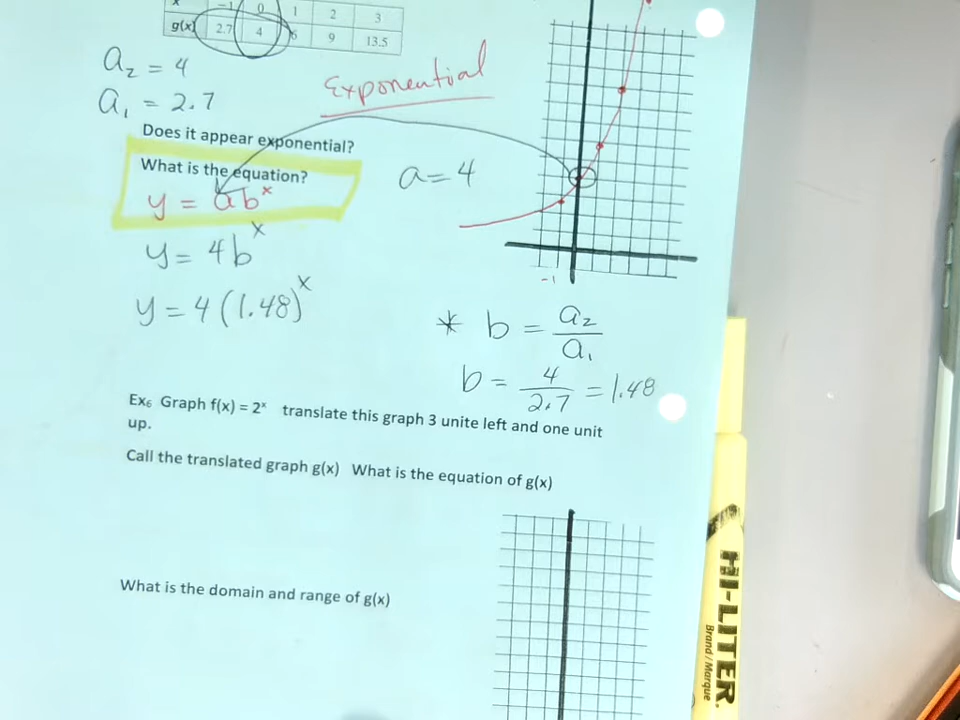 x -1 0 1 2 3
g(x) 2.7 4 6 9 13.5
a₂ = 4
a₁ = 2.7
Exponential
Does it appear exponential?
What is the equation?
y = abˣ
a=4
y = 4bˣ
y = 4(1.48)ˣ
-1
* b = a₂/a₁
b = 4/2.7 = 1.48
Ex6 Graph f(x) = 2ˣ translate this graph 3 unite left and one unit
up.
Call the translated graph g(x) What is the equation of g(x)
What is the domain and range of g(x)
HI-LITER
Brand / Marque